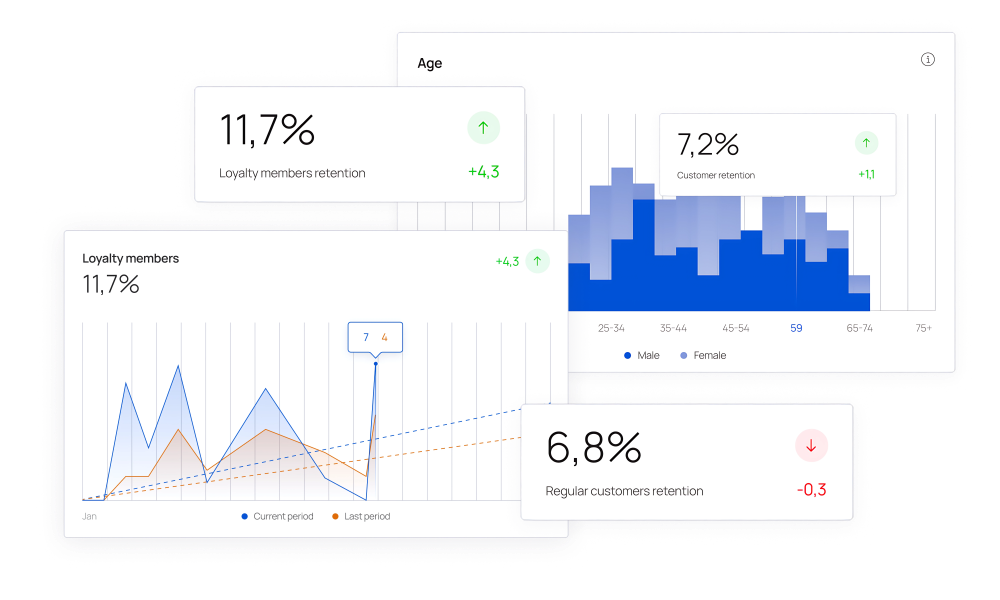 Age
11,7%
Loyalty members retention
+4,3
7,2%
Customer retention
+1,1
25-34 35-44 45-54 59 65-74 75+
Male Female
Loyalty members
11,7%
+4,3
7 4
Jan
Current period Last period
6,8%
Regular customers retention
-0,3